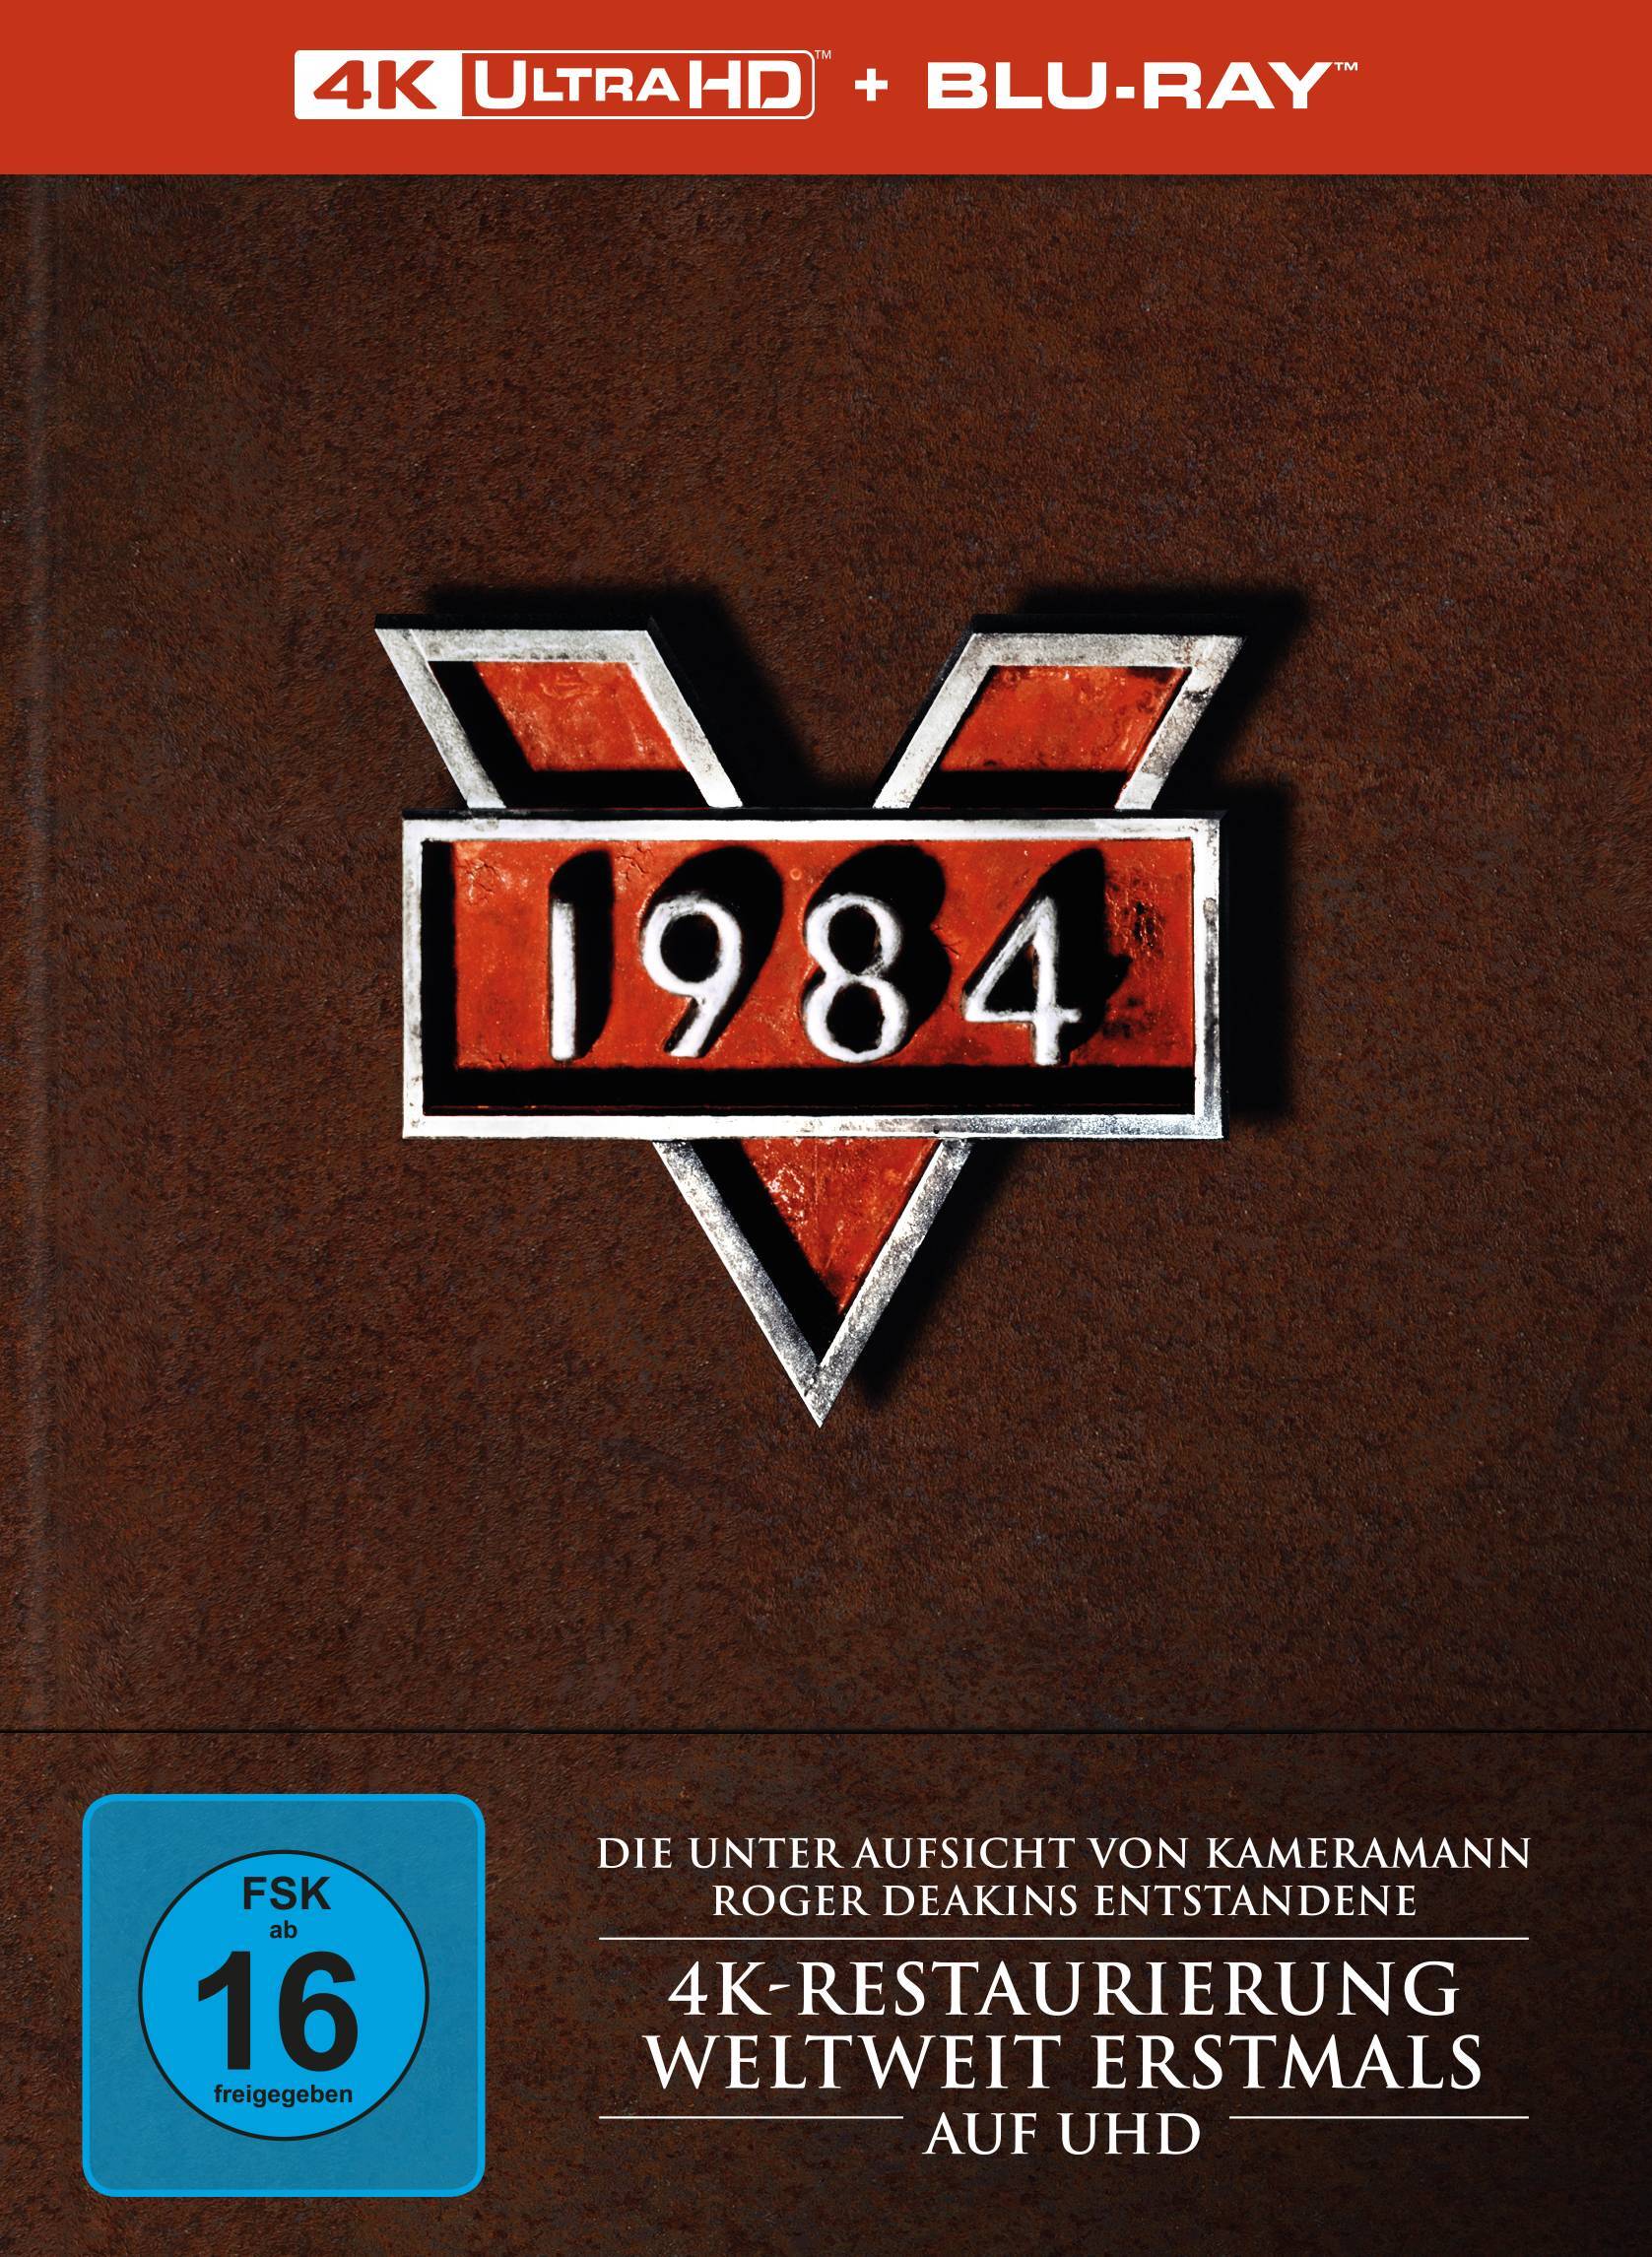 4K ULTRA HD™ + BLU-RAY™
1984
FSK
ab
16
freigegeben
DIE UNTER AUFSICHT VON KAMERAMANN
ROGER DEAKINS ENTSTANDENE
4K-RESTAURIERUNG
WELTWEIT ERSTMALS
AUF UHD